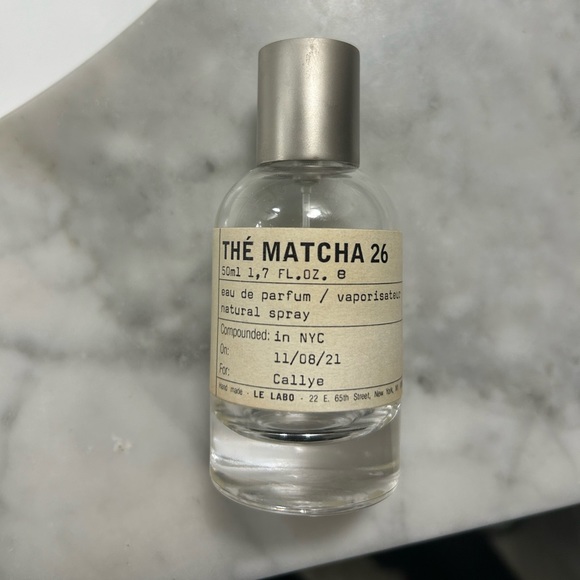 THÉ MATCHA 26
50ml 1,7 FL.OZ. e
eau de parfum / vaporisateur
natural spray
Compounded: in NYC
On: 11/08/21
For: Callye
Hand made · LE LABO · 22 E. 65th Street, New York,